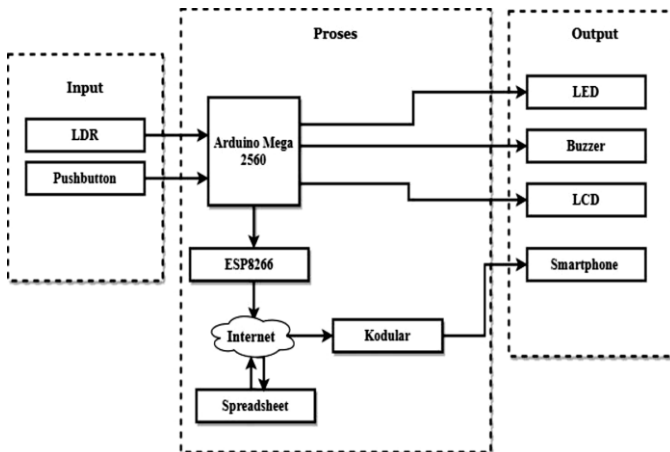 Input
LDR
Pushbutton
Proses
Arduino Mega
2560
ESP8266
Internet
Kodular
Spreadsheet
Output
LED
Buzzer
LCD
Smartphone